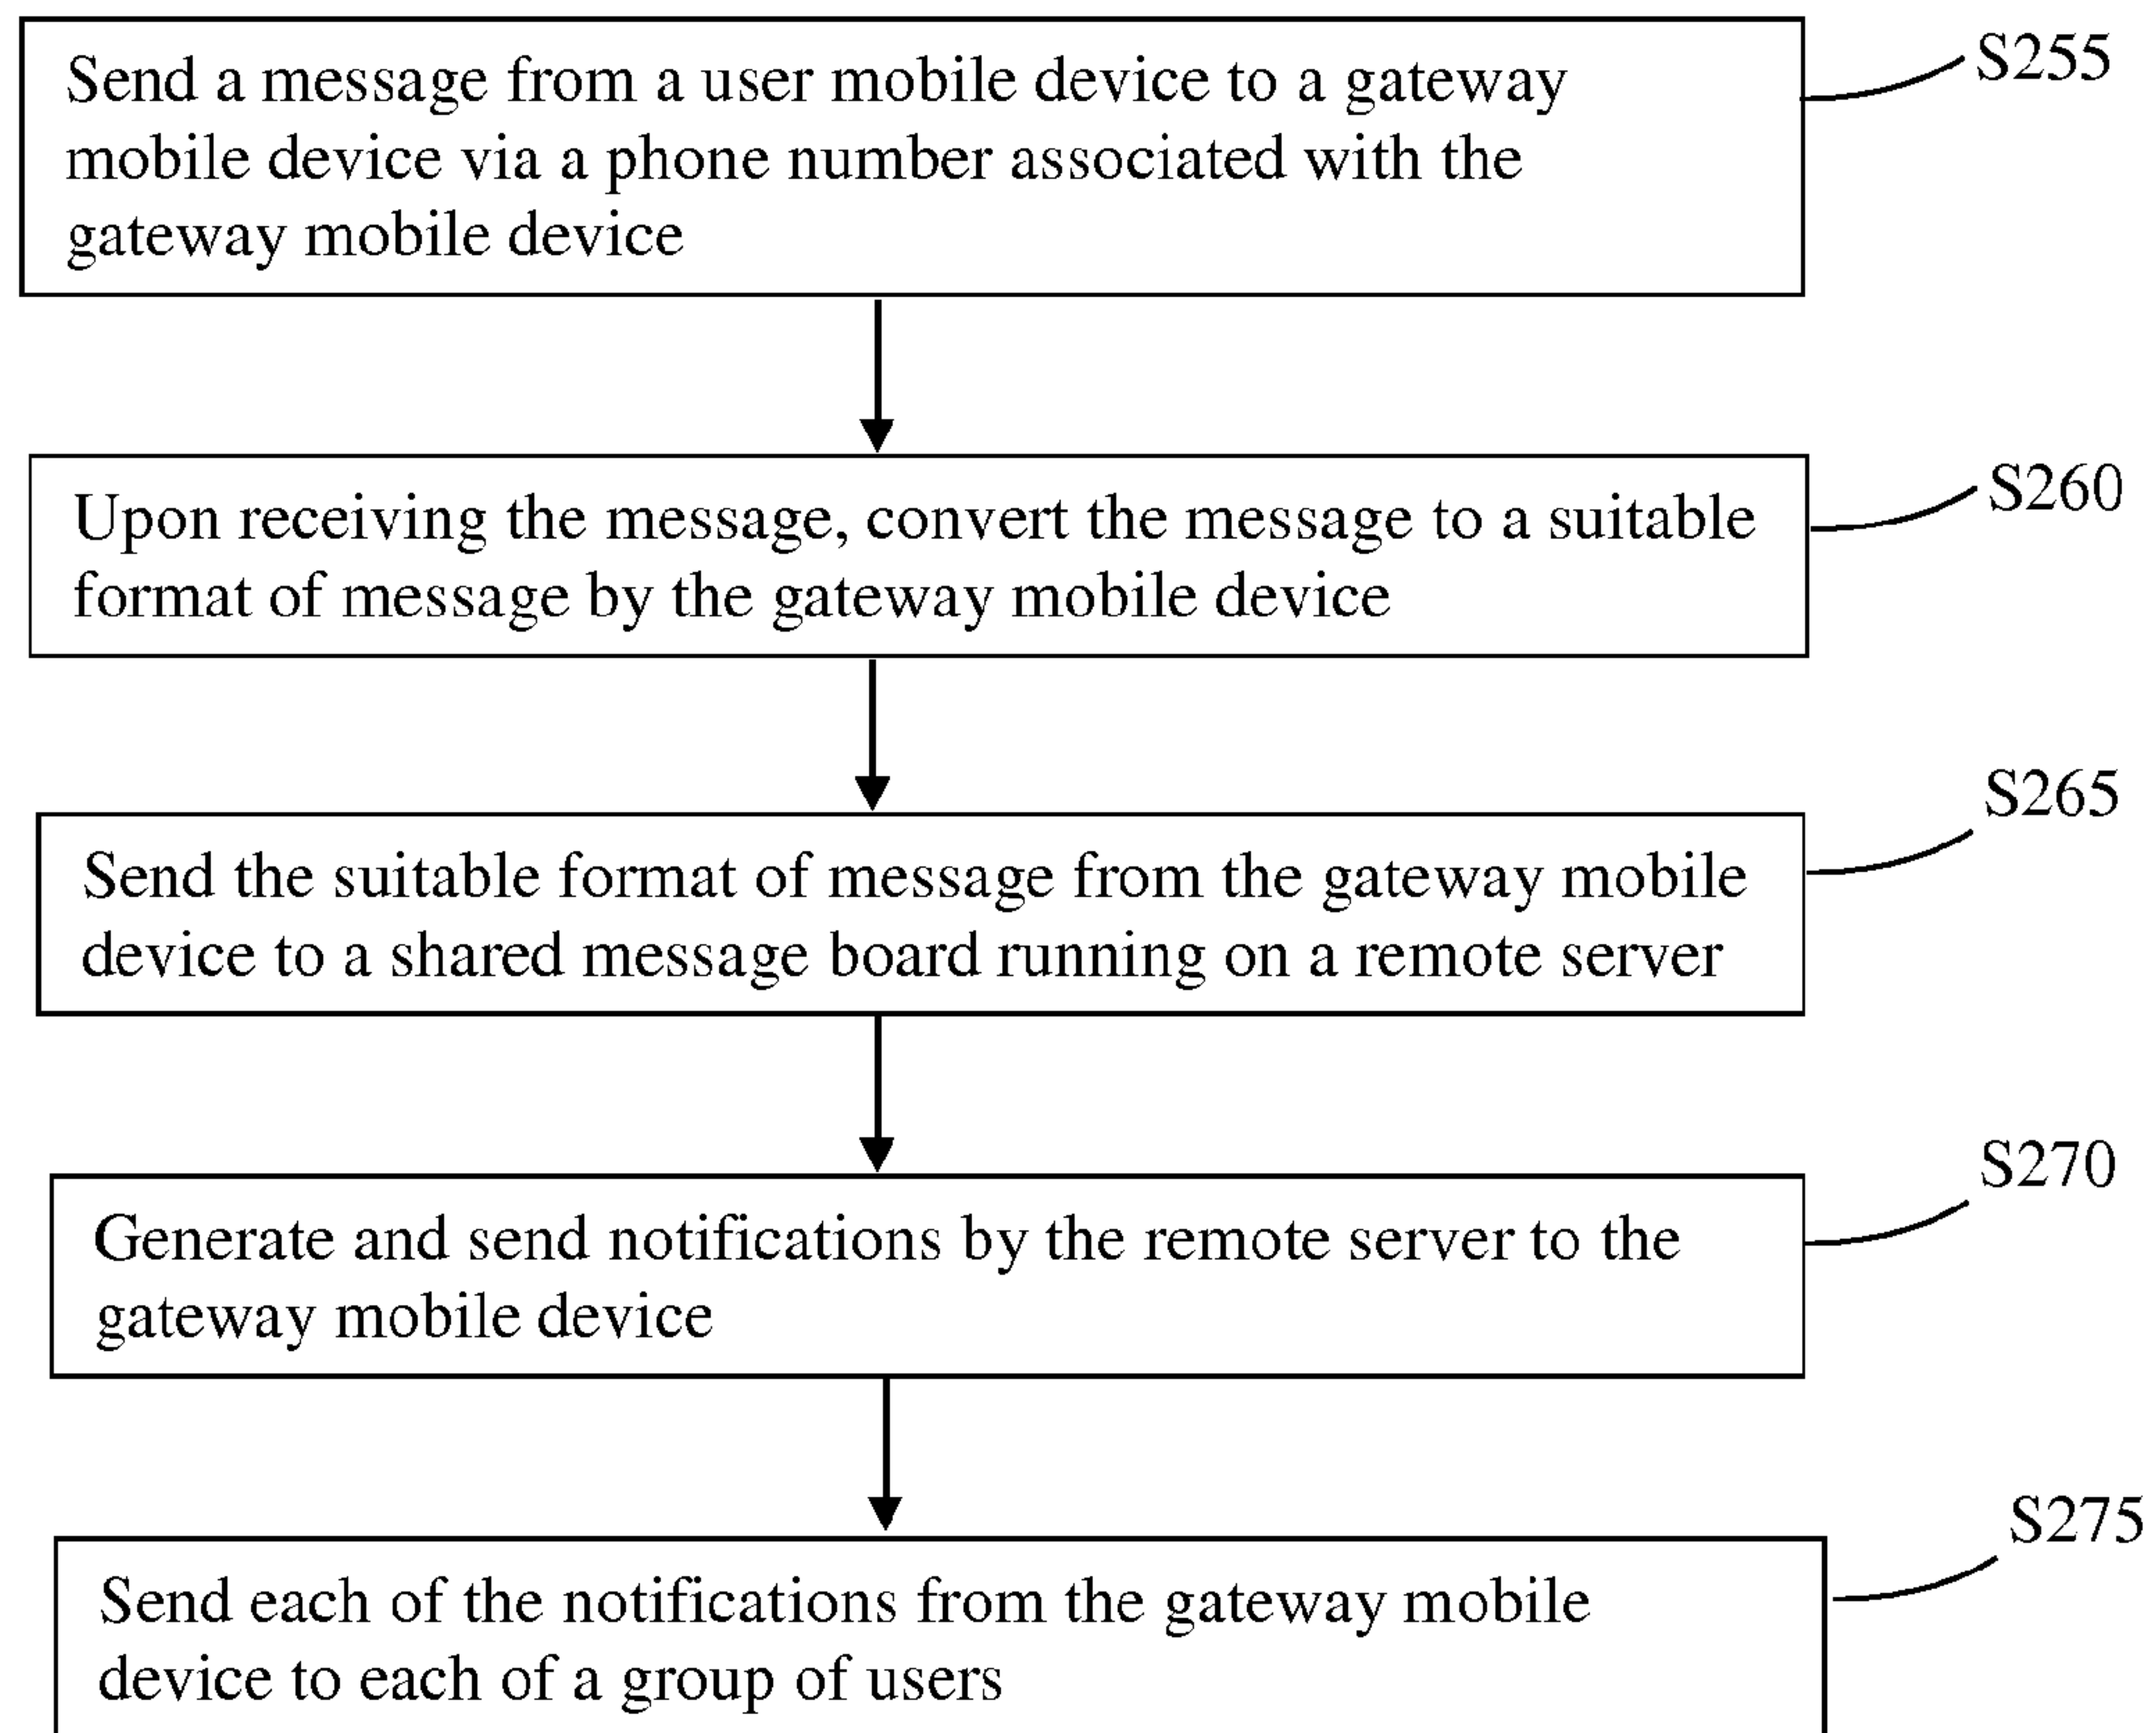 Send a message from a user mobile device to a gateway
mobile device via a phone number associated with the
gateway mobile device
S255
Upon receiving the message, convert the message to a suitable
format of message by the gateway mobile device
S260
Send the suitable format of message from the gateway mobile
device to a shared message board running on a remote server
S265
Generate and send notifications by the remote server to the
gateway mobile device
S270
Send each of the notifications from the gateway mobile
device to each of a group of users
S275